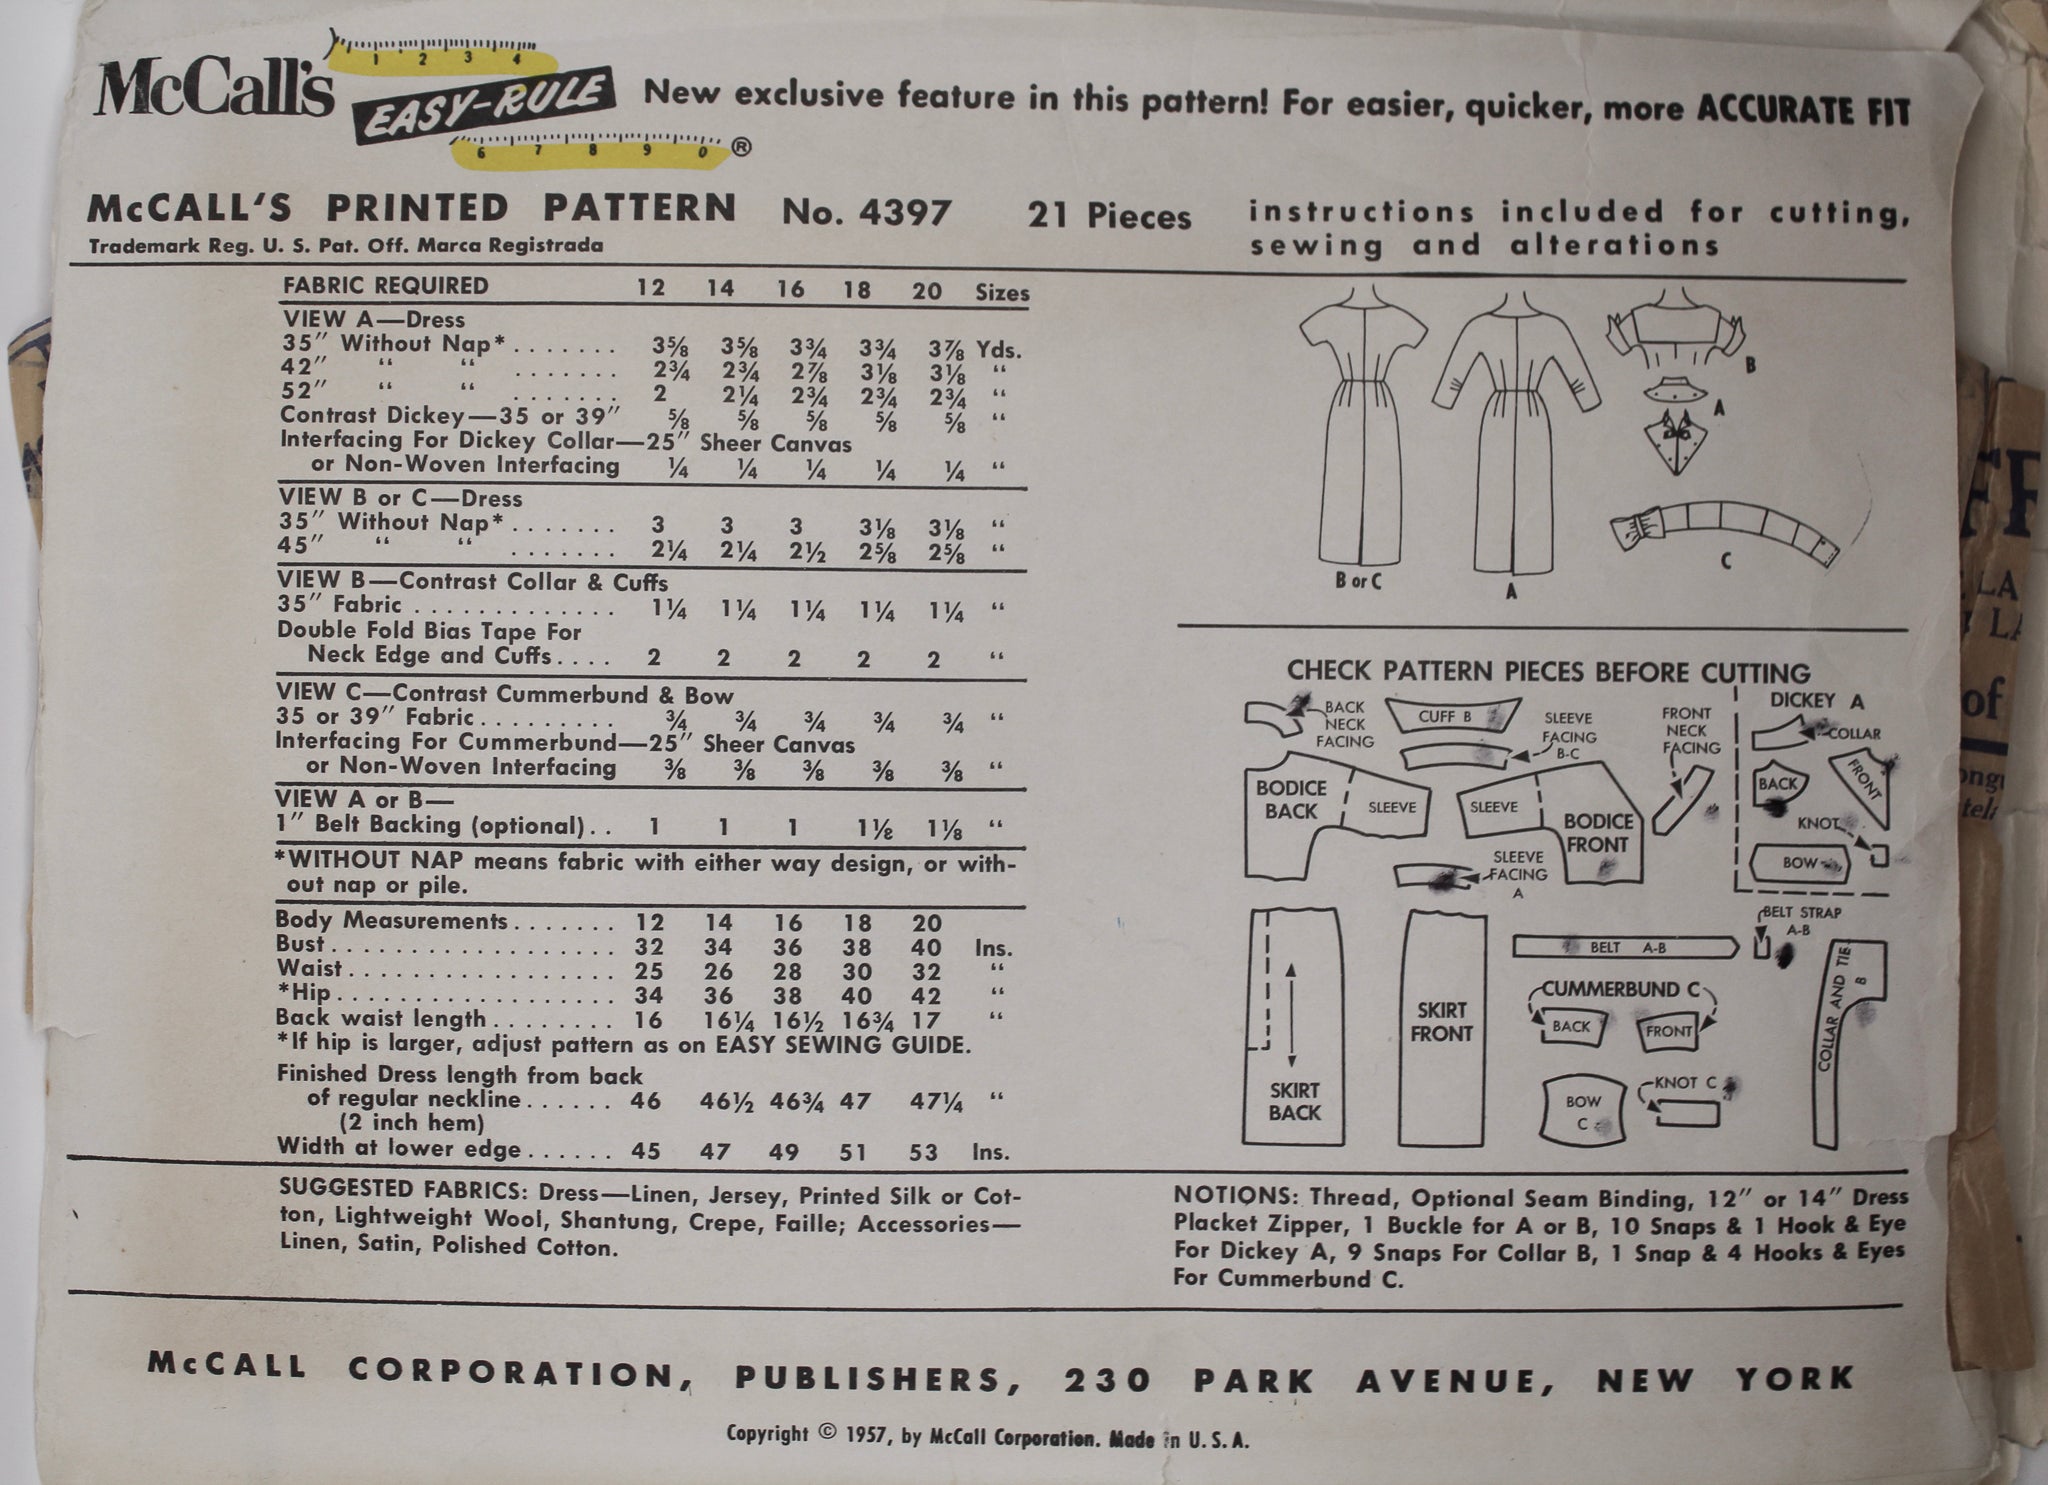 McCall's
1 2 3 4
EASY-RULE
6 7 8 9 0 ®
New exclusive feature in this pattern! For easier, quicker, more ACCURATE FIT
McCALL'S PRINTED PATTERN No. 4397 21 Pieces
Trademark Reg. U. S. Pat. Off. Marca Registrada
instructions included for cutting,
sewing and alterations
FABRIC REQUIRED 12 14 16 18 20 Sizes
VIEW A—Dress
35″ Without Nap* . . . . . . . 3⅝ 3⅝ 3¾ 3¾ 3⅞ Yds.
42″ “ “ . . . . . . . 2¾ 2¾ 2⅞ 3⅛ 3⅛ “
52″ “ “ . . . . . . . 2 2¼ 2¾ 2¾ 2¾ “
Contrast Dickey—35 or 39″ ⅝ ⅝ ⅝ ⅝ ⅝ “
Interfacing For Dickey Collar—25″ Sheer Canvas
or Non-Woven Interfacing ¼ ¼ ¼ ¼ ¼ “
VIEW B or C—Dress
35″ Without Nap* . . . . . . . 3 3 3 3⅛ 3⅛ “
45″ “ “ . . . . . . . 2¼ 2¼ 2½ 2⅝ 2⅝ “
VIEW B—Contrast Collar & Cuffs
35″ Fabric . . . . . . . . . . . . . 1¼ 1¼ 1¼ 1¼ 1¼ “
Double Fold Bias Tape For
Neck Edge and Cuffs . . . . 2 2 2 2 2 “
VIEW C—Contrast Cummerbund & Bow
35 or 39″ Fabric . . . . . . . . . ¾ ¾ ¾ ¾ ¾ “
Interfacing For Cummerbund—25″ Sheer Canvas
or Non-Woven Interfacing ⅜ ⅜ ⅜ ⅜ ⅜ “
VIEW A or B—
1″ Belt Backing (optional) . . 1 1 1 1⅛ 1⅛ “
*WITHOUT NAP means fabric with either way design, or with-
out nap or pile.
Body Measurements . . . . . . . 12 14 16 18 20
Bust . . . . . . . . . . . . . . . . . . 32 34 36 38 40 Ins.
Waist . . . . . . . . . . . . . . . . . 25 26 28 30 32 “
*Hip . . . . . . . . . . . . . . . . . . 34 36 38 40 42 “
Back waist length . . . . . . . . 16 16¼ 16½ 16¾ 17 “
*If hip is larger, adjust pattern as on EASY SEWING GUIDE.
Finished Dress length from back
of regular neckline . . . . . . 46 46½ 46¾ 47 47¼ “
(2 inch hem)
Width at lower edge . . . . . . 45 47 49 51 53 Ins.
B or C
A
B
A
C
CHECK PATTERN PIECES BEFORE CUTTING
BACK
NECK
FACING
CUFF B
SLEEVE
FACING
B-C
FRONT
NECK
FACING
DICKEY A
COLLAR
BACK
FRONT
KNOT
BOW
BODICE
BACK
SLEEVE
SLEEVE
BODICE
FRONT
SLEEVE
FACING
A
SKIRT
BACK
SKIRT
FRONT
BELT A-B
BELT STRAP
A-B
CUMMERBUND C
BACK
FRONT
BOW
C
KNOT C
COLLAR AND TIE
B
SUGGESTED FABRICS: Dress—Linen, Jersey, Printed Silk or Cot-
ton, Lightweight Wool, Shantung, Crepe, Faille; Accessories—
Linen, Satin, Polished Cotton.
NOTIONS: Thread, Optional Seam Binding, 12″ or 14″ Dress
Placket Zipper, 1 Buckle for A or B, 10 Snaps & 1 Hook & Eye
For Dickey A, 9 Snaps For Collar B, 1 Snap & 4 Hooks & Eyes
For Cummerbund C.
McCALL CORPORATION, PUBLISHERS, 230 PARK AVENUE, NEW YORK
Copyright © 1957, by McCall Corporation. Made in U. S. A.
of